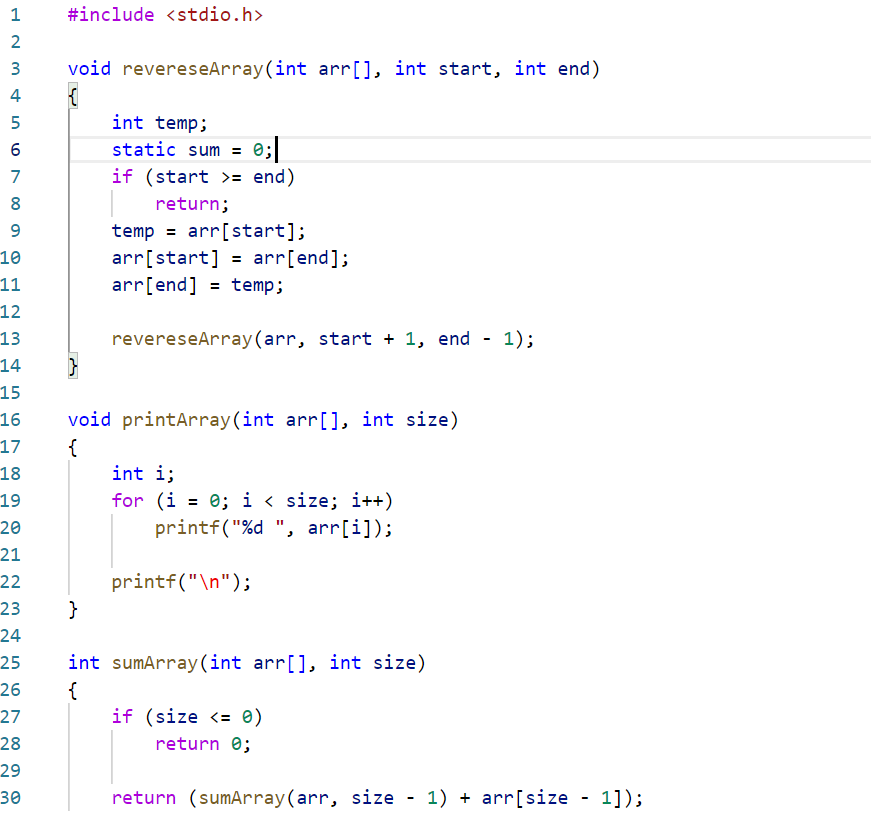 1 #include <stdio.h>
2
3 void revereseArray(int arr[], int start, int end)
4 {
5     int temp;
6     static sum = 0;
7     if (start >= end)
8         return;
9     temp = arr[start];
10     arr[start] = arr[end];
11     arr[end] = temp;
12
13     revereseArray(arr, start + 1, end - 1);
14 }
15
16 void printArray(int arr[], int size)
17 {
18     int i;
19     for (i = 0; i < size; i++)
20         printf("%d ", arr[i]);
21
22     printf("\n");
23 }
24
25 int sumArray(int arr[], int size)
26 {
27     if (size <= 0)
28         return 0;
29
30     return (sumArray(arr, size - 1) + arr[size - 1]);